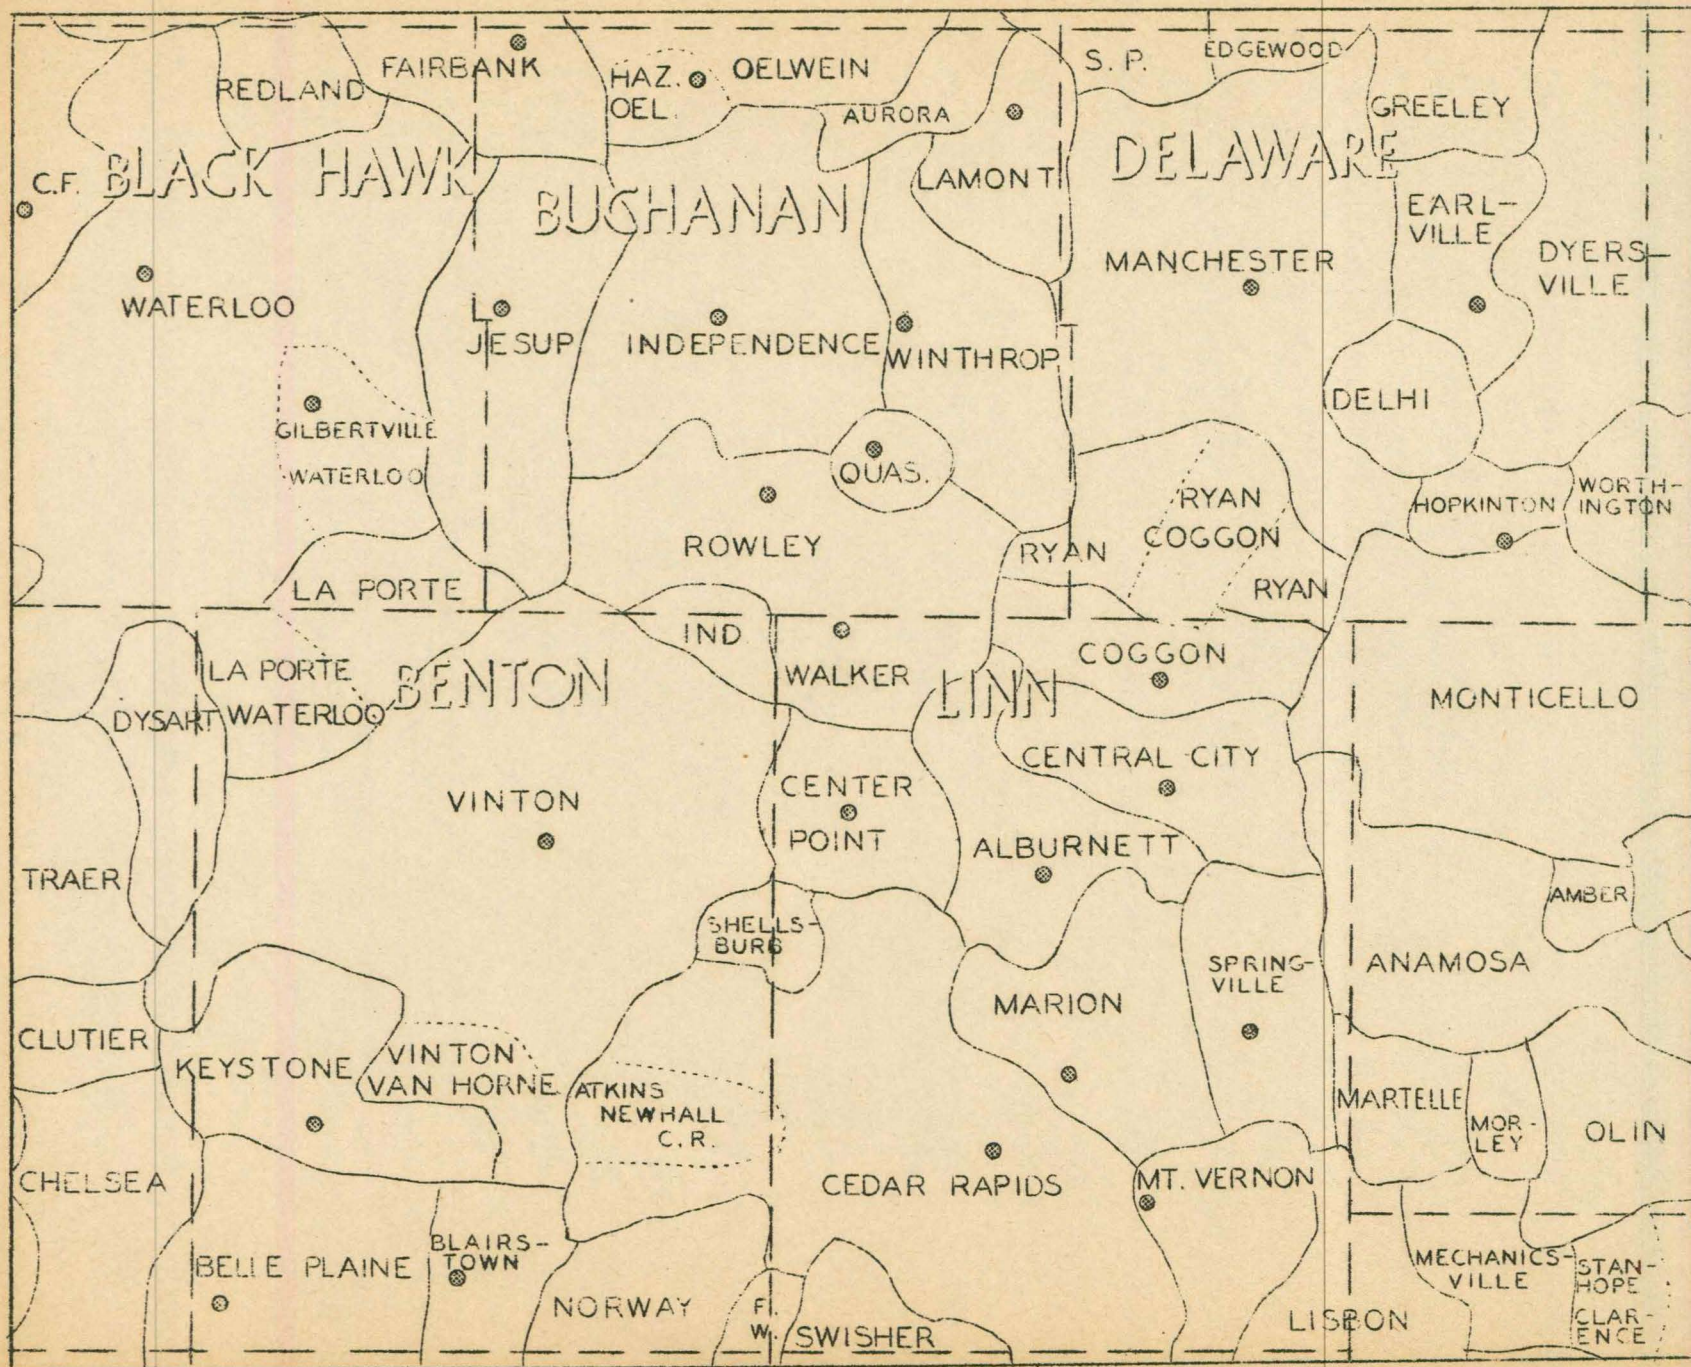 S. P.
EDGEWOOD
FAIRBANK
HAZ.
OEL.
OELWEIN
REDLAND
AURORA
GREELEY
BLACK HAWK
DELAWARE
C.F.
LAMONT
BUCHANAN
EARL-
VILLE
MANCHESTER
DYERS-
VILLE
WATERLOO
JESUP
INDEPENDENCE
WINTHROP
DELHI
GILBERTVILLE
WATERLOO
QUAS.
RYAN
COGGON
HOPKINTON
WORTH-
INGTON
ROWLEY
RYAN
LA PORTE
RYAN
IND
WALKER
COGGON
LA PORTE
WATERLOO
BENTON
LINN
DYSART
MONTICELLO
CENTRAL CITY
VINTON
CENTER
POINT
ALBURNETT
TRAER
AMBER
SHELLS-
BURG
SPRING-
VILLE
ANAMOSA
MARION
CLUTIER
KEYSTONE
VINTON
VAN HORNE
ATKINS
NEWHALL
C.R.
MARTELLE
MOR-
LEY
OLIN
CHELSEA
CEDAR RAPIDS
MT. VERNON
BELLE PLAINE
BLAIRS-
TOWN
MECHANICS-
VILLE
STAN-
HOPE
NORWAY
F.
W.
SWISHER
LISBON
CLAR-
ENCE